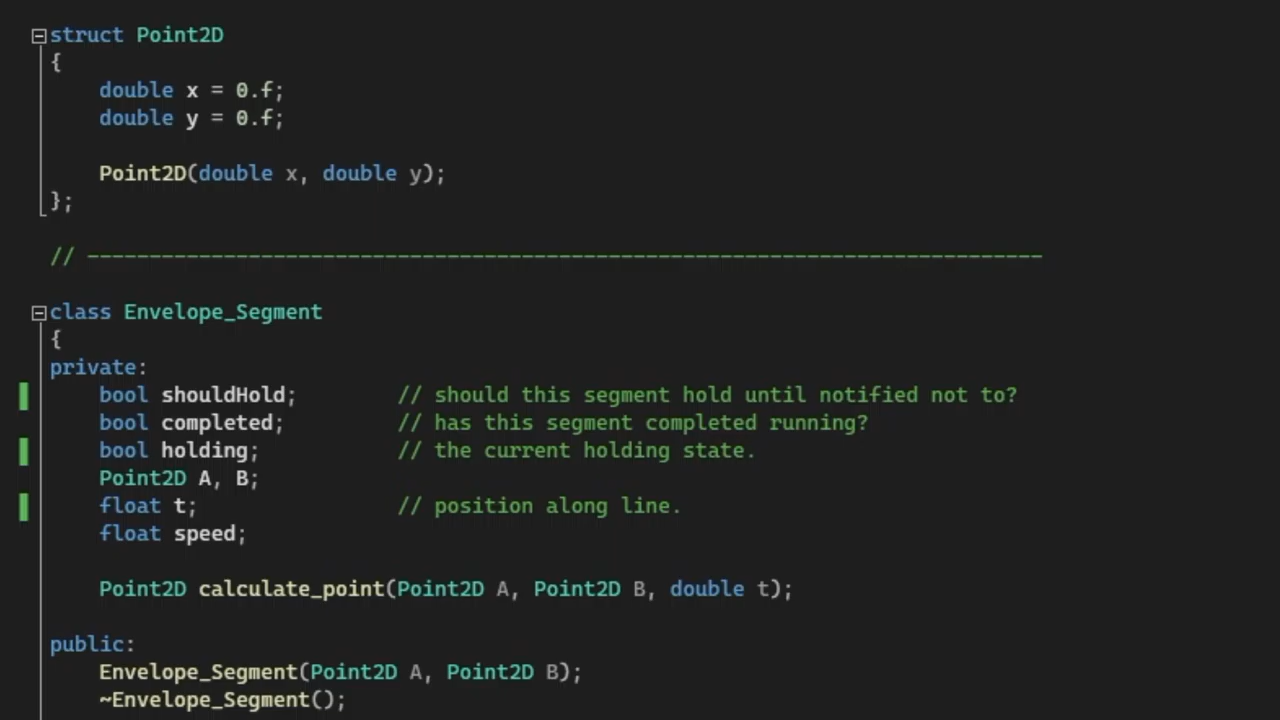 struct Point2D
{
    double x = 0.f;
    double y = 0.f;

    Point2D(double x, double y);
};

// -----------------------------------------------------------------------------

class Envelope_Segment
{
private:
    bool shouldHold;        // should this segment hold until notified not to?
    bool completed;         // has this segment completed running?
    bool holding;           // the current holding state.
    Point2D A, B;
    float t;                // position along line.
    float speed;

    Point2D calculate_point(Point2D A, Point2D B, double t);

public:
    Envelope_Segment(Point2D A, Point2D B);
    ~Envelope_Segment();